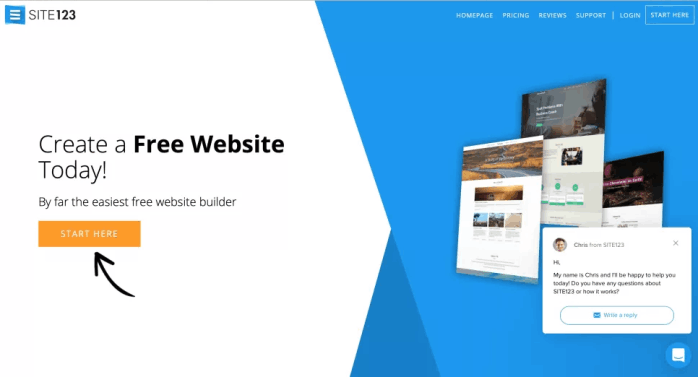 SITE123
HOMEPAGE PRICING REVIEWS SUPPORT | LOGIN START HERE
Create a Free Website
Today!
By far the easiest free website builder
START HERE
Chris from SITE123
Hi,
My name is Chris and I'll be happy to help you
today! Do you have any questions about
SITE123 or how it works?
Write a reply